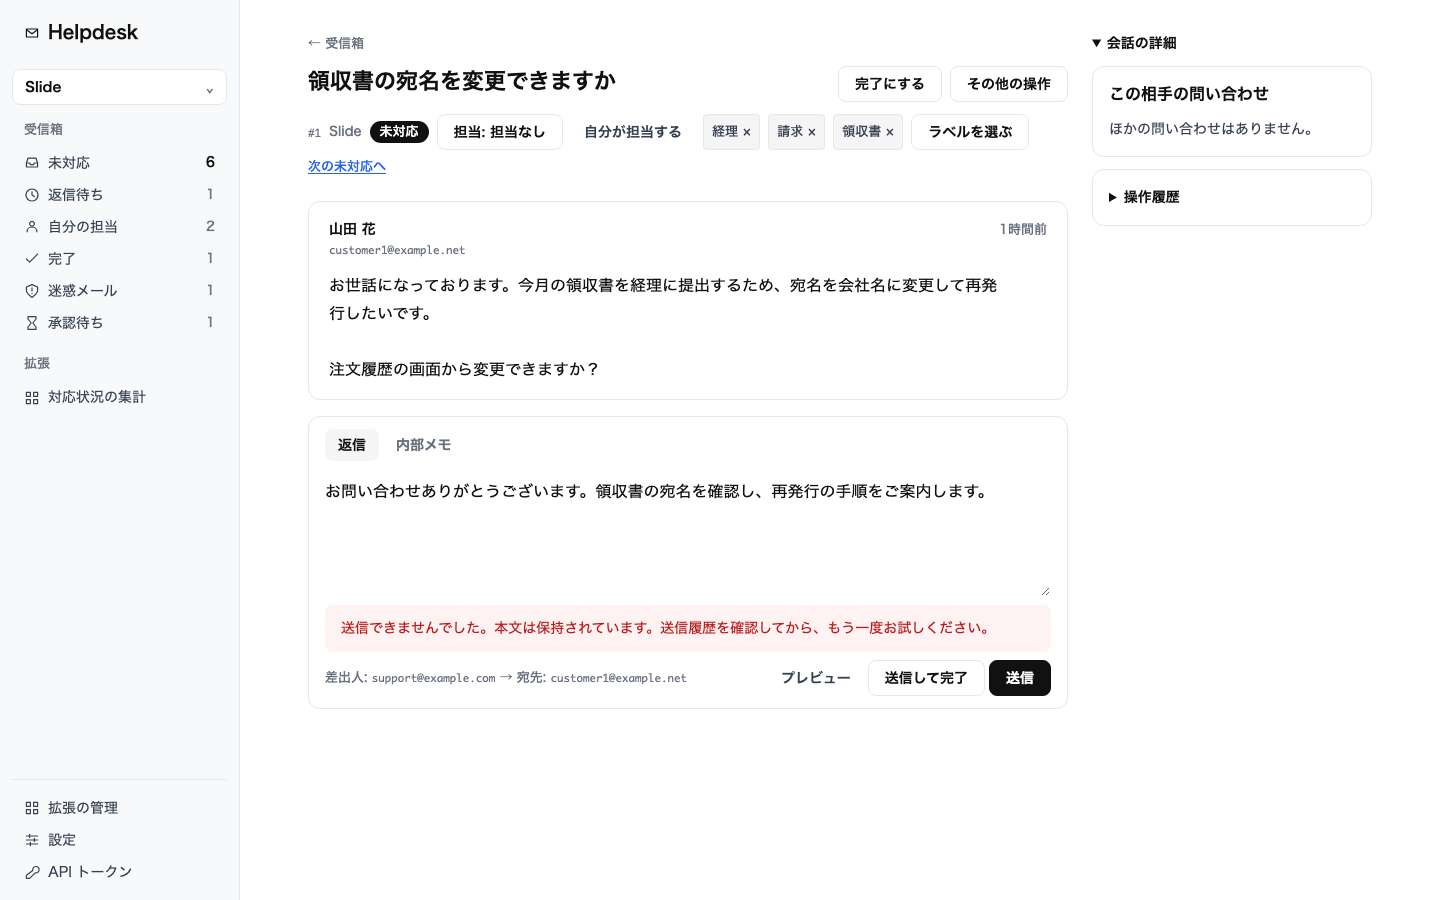 Helpdesk
Slide
受信箱
未対応 6
返信待ち 1
自分の担当 2
完了 1
迷惑メール 1
承認待ち 1
拡張
対応状況の集計
拡張の管理
設定
API トークン
← 受信箱
領収書の宛名を変更できますか
完了にする
その他の操作
#1 Slide 未対応 担当: 担当なし 自分が担当する 経理 × 請求 × 領収書 × ラベルを選ぶ
次の未対応へ
山田 花 1時間前
customer1@example.net
お世話になっております。今月の領収書を経理に提出するため、宛名を会社名に変更して再発
行したいです。
注文履歴の画面から変更できますか？
返信 内部メモ
お問い合わせありがとうございます。領収書の宛名を確認し、再発行の手順をご案内します。
送信できませんでした。本文は保持されています。送信履歴を確認してから、もう一度お試しください。
差出人: support@example.com → 宛先: customer1@example.net
プレビュー 送信して完了 送信
▼ 会話の詳細
この相手の問い合わせ
ほかの問い合わせはありません。
▶ 操作履歴